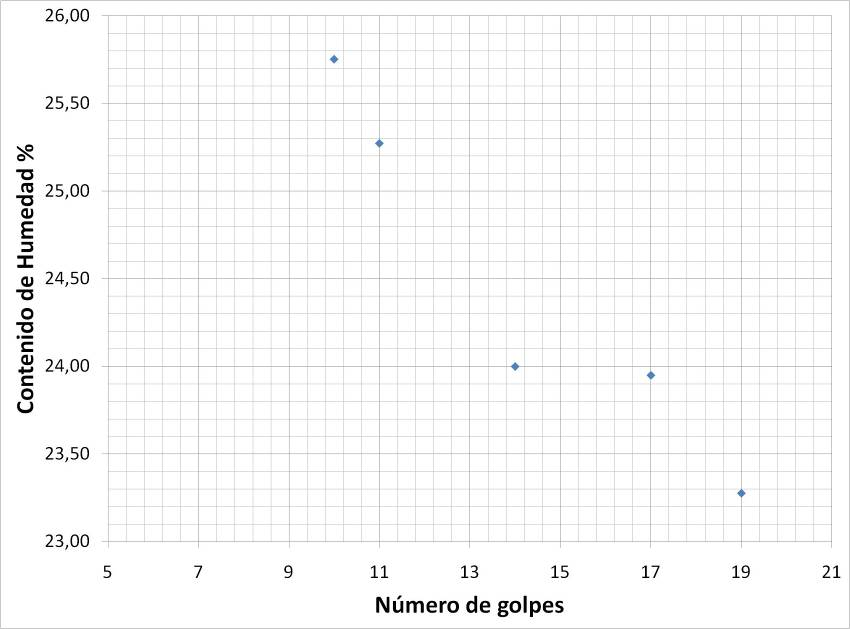 26,00
25,50
25,00
24,50
24,00
23,50
23,00
Contenido de Humedad %
5 7 9 11 13 15 17 19 21
Número de golpes